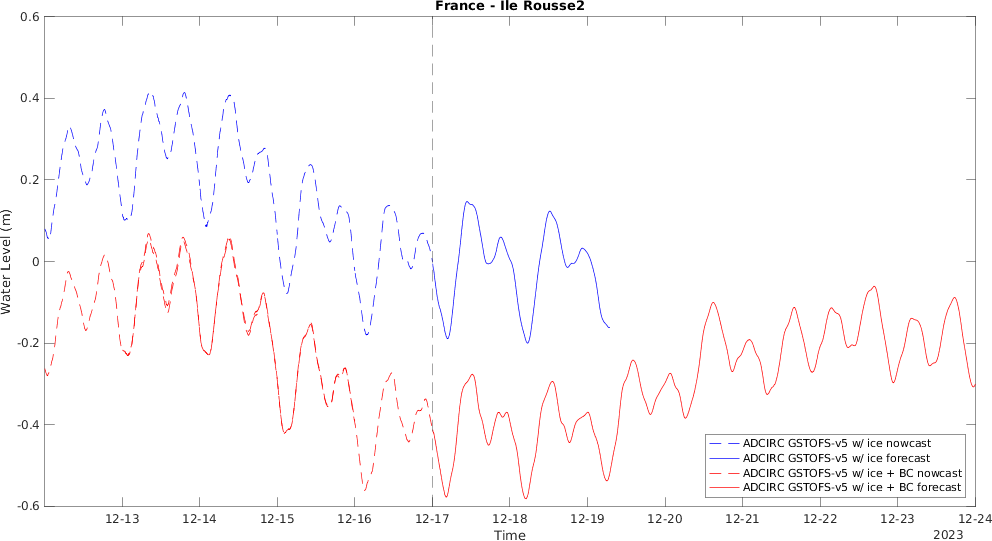 France - Ile Rousse2
Water Level (m)
0.6
0.4
0.2
0
-0.2
-0.4
-0.6
12-13 12-14 12-15 12-16 12-17 12-18 12-19 12-20 12-21 12-22 12-23 12-24
Time
2023
ADCIRC GSTOFS-v5 w/ ice nowcast
ADCIRC GSTOFS-v5 w/ ice forecast
ADCIRC GSTOFS-v5 w/ ice + BC nowcast
ADCIRC GSTOFS-v5 w/ ice + BC forecast